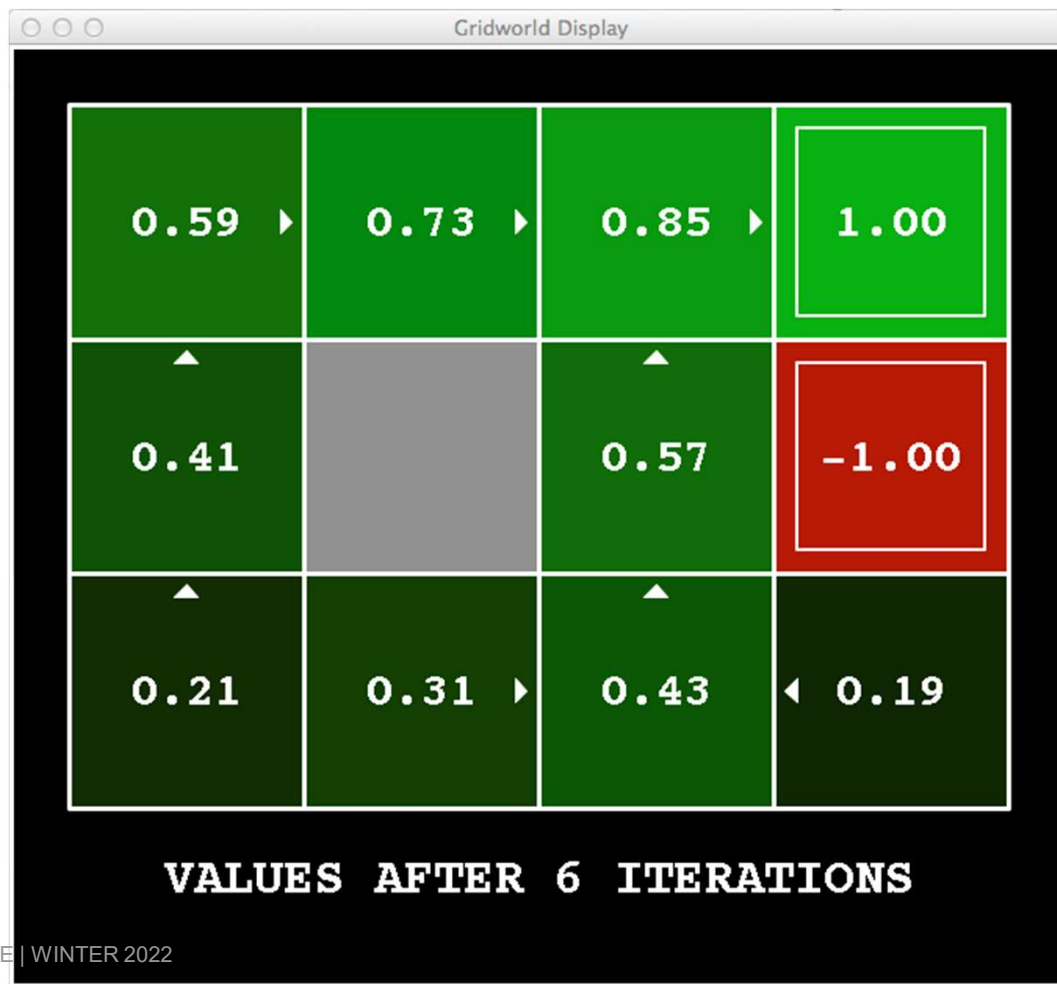 Gridworld Display
0.59 0.73 0.85 1.00
0.41 0.57 -1.00
0.21 0.31 0.43 0.19
VALUES AFTER 6 ITERATIONS
E | WINTER 2022